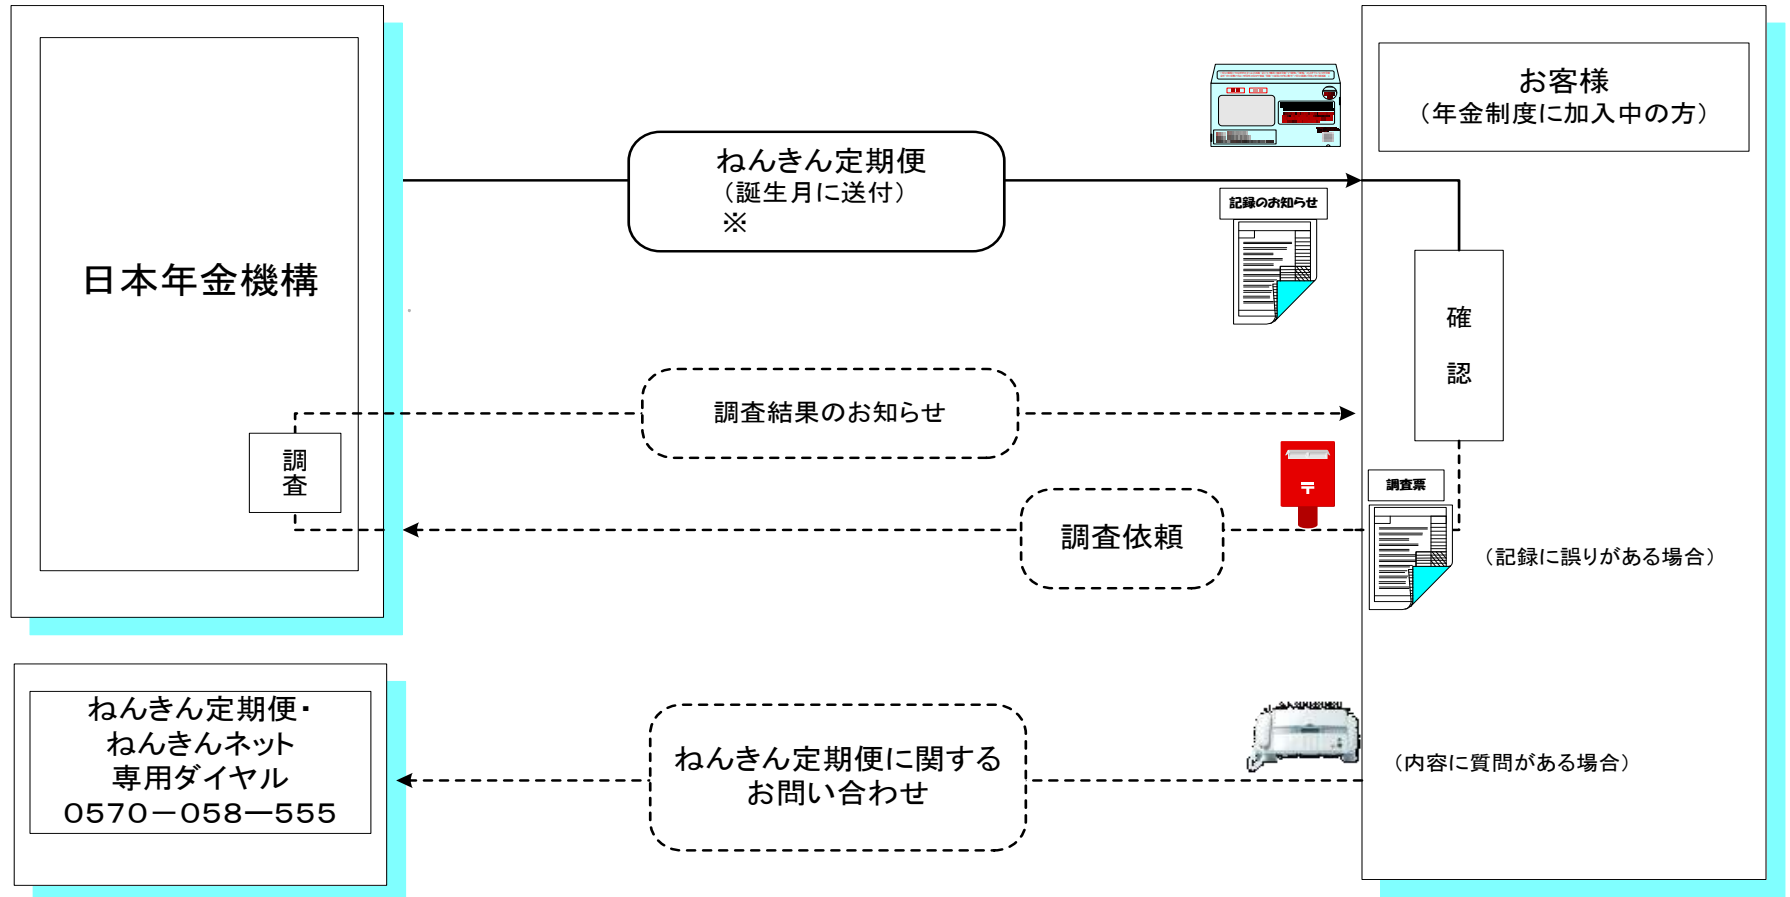 日本年金機構
調
査
ねんきん定期便
（誕生月に送付）
※
記録のお知らせ
お客様
（年金制度に加入中の方）
確
認
調査結果のお知らせ
調査依頼
〒
調査票
（記録に誤りがある場合）
ねんきん定期便・
ねんきんネット
専用ダイヤル
０５７０－０５８―５５５
ねんきん定期便に関する
お問い合わせ
（内容に質問がある場合）